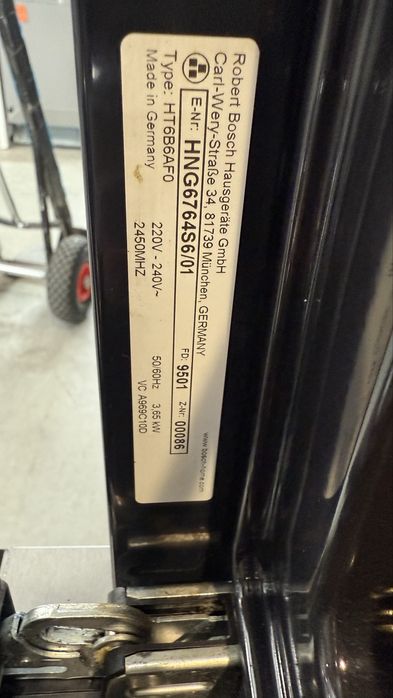 Robert Bosch Hausgeräte GmbH
Carl-Wery-Straße 34, 81739 München, GERMANY
www.bosch-home.com
E-Nr: HNG6764S6/01 FD: 9501 Z-Nr: 00086
Type: HT6B6AF0 220V - 240V~ 50/60Hz 3,65 kW
Made in Germany 2450MHZ VC A969C10D